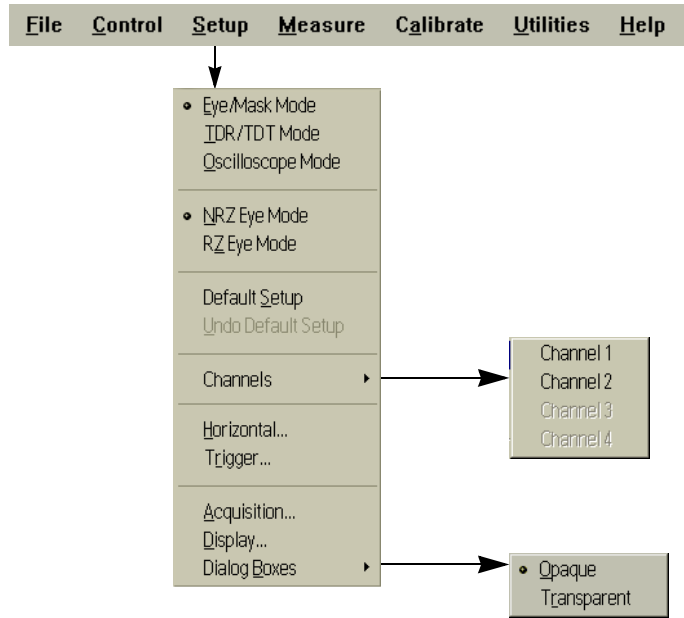 File Control Setup Measure Calibrate Utilities Help
Eye/Mask Mode
TDR/TDT Mode
Oscilloscope Mode
NRZ Eye Mode
RZ Eye Mode
Default Setup
Undo Default Setup
Channels
Horizontal...
Trigger...
Acquisition...
Display...
Dialog Boxes
Channel 1
Channel 2
Channel 3
Channel 4
Opaque
Transparent